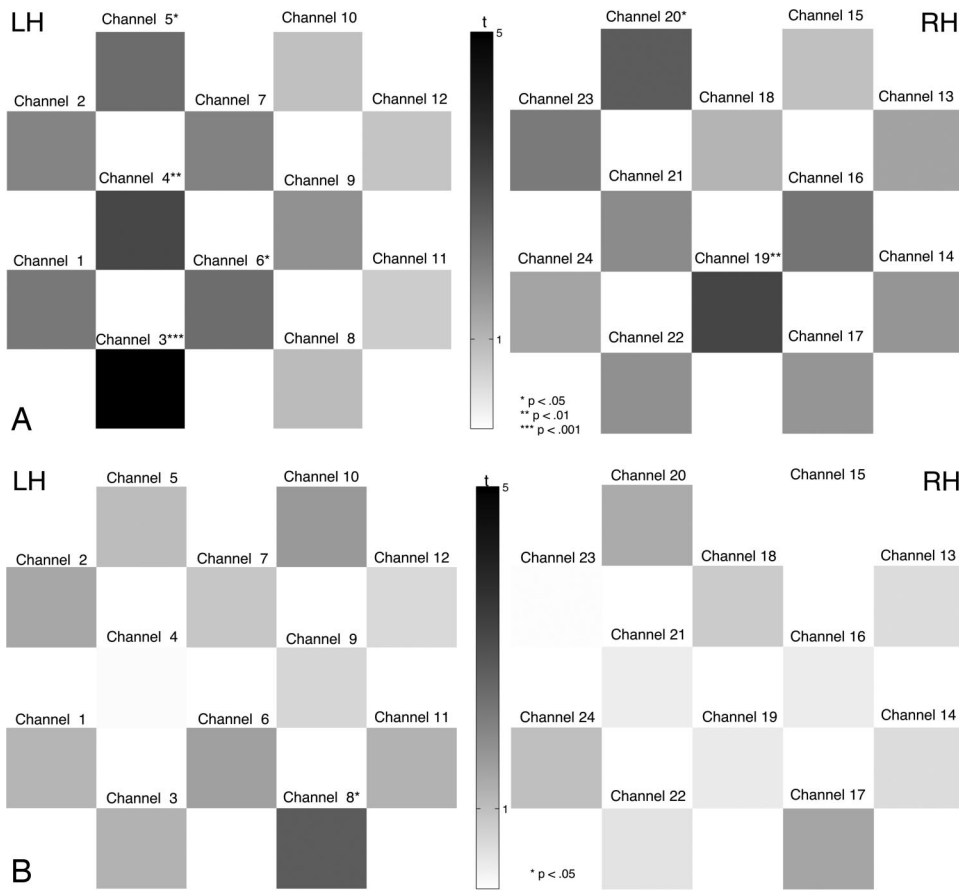 LH
Channel 5*
Channel 10
t
5
Channel 20*
Channel 15
RH
Channel 2
Channel 7
Channel 12
Channel 23
Channel 18
Channel 13
Channel 4**
Channel 9
Channel 21
Channel 16
Channel 1
Channel 6*
Channel 11
Channel 24
Channel 19**
Channel 14
Channel 3***
Channel 8
1
Channel 22
Channel 17
* p < .05
** p < .01
*** p < .001
A
LH
Channel 5
Channel 10
t
5
Channel 20
Channel 15
RH
Channel 2
Channel 7
Channel 12
Channel 23
Channel 18
Channel 13
Channel 4
Channel 9
Channel 21
Channel 16
Channel 1
Channel 6
Channel 11
Channel 24
Channel 19
Channel 14
Channel 3
Channel 8*
1
Channel 22
Channel 17
B
* p < .05